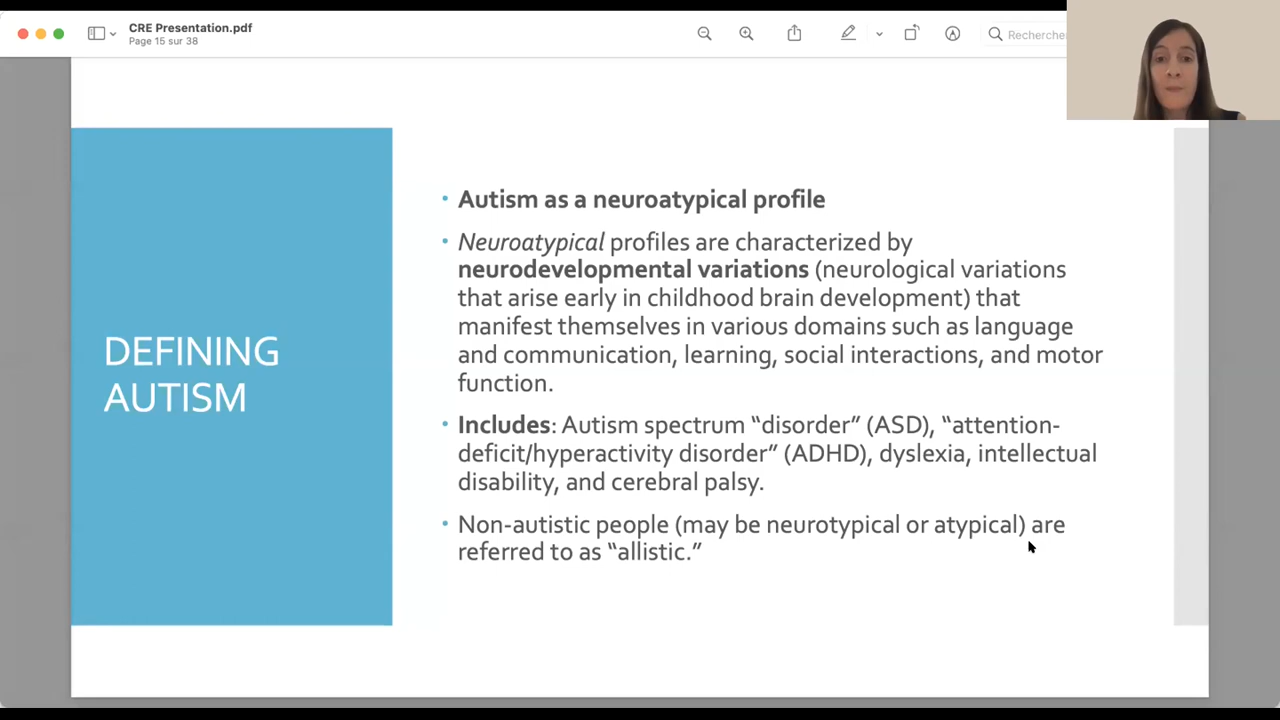 CRE Presentation.pdf
Page 15 sur 38
Rechercher
DEFINING
AUTISM
• Autism as a neuroatypical profile
• Neuroatypical profiles are characterized by
neurodevelopmental variations (neurological variations
that arise early in childhood brain development) that
manifest themselves in various domains such as language
and communication, learning, social interactions, and motor
function.
• Includes: Autism spectrum “disorder” (ASD), “attention-
deficit/hyperactivity disorder” (ADHD), dyslexia, intellectual
disability, and cerebral palsy.
• Non-autistic people (may be neurotypical or atypical) are
referred to as “allistic.”